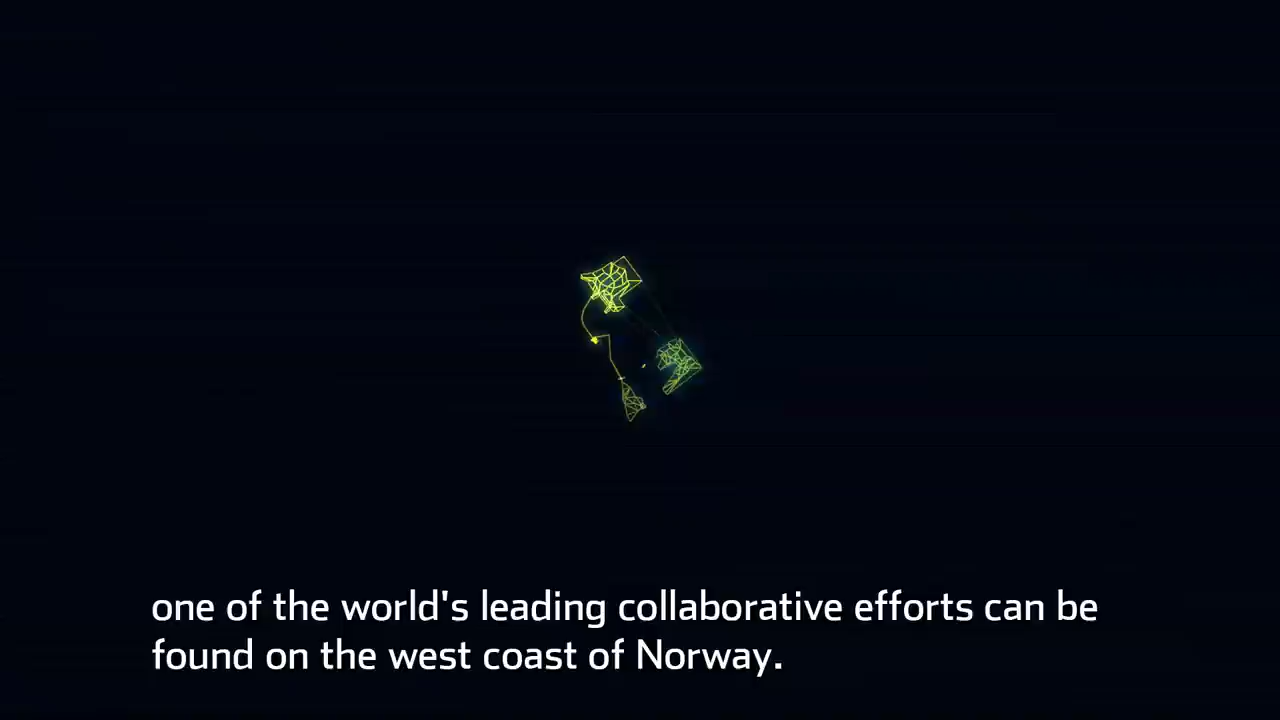 one of the world's leading collaborative efforts can be
found on the west coast of Norway.